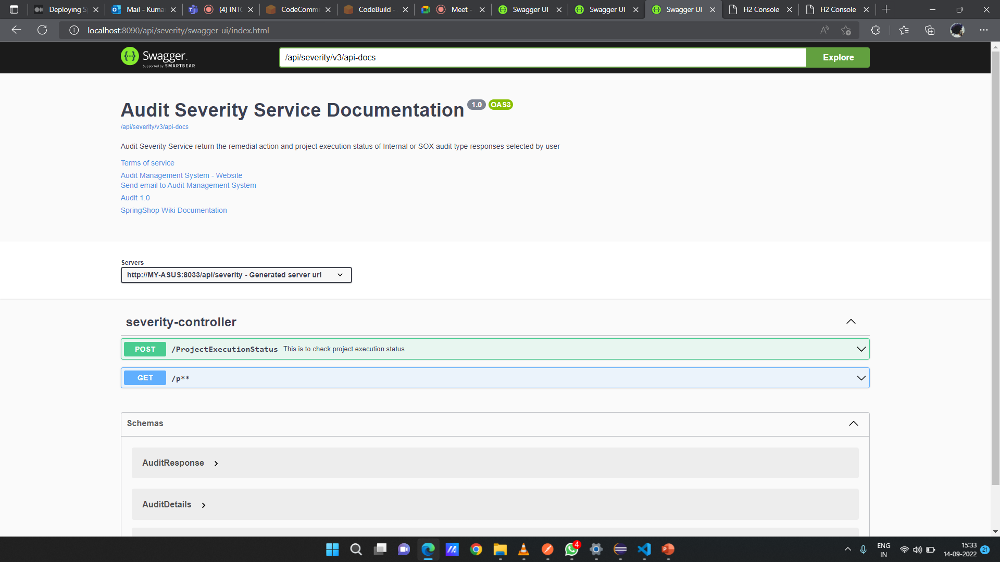 Deploying S
Mail - Kuma
(4) INTC
CodeCommi
CodeBuild -
Meet -
Swagger UI
Swagger UI
Swagger UI
H2 Console
H2 Console
localhost:8090/api/severity/swagger-ui/index.html
Swagger
Supported by SMARTBEAR
/api/severity/v3/api-docs
Explore
Audit Severity Service Documentation 1.0 OAS3
/api/severity/v3/api-docs
Audit Severity Service return the remedial action and project execution status of Internal or SOX audit type responses selected by user
Terms of service
Audit Management System - Website
Send email to Audit Management System
Audit 1.0
SpringShop Wiki Documentation
Servers
http://MY-ASUS:8033/api/severity - Generated server url
severity-controller
POST /ProjectExecutionStatus This is to check project execution status
GET /p**
Schemas
AuditResponse
AuditDetails
4
ENG
IN
15:33
14-09-2022
21